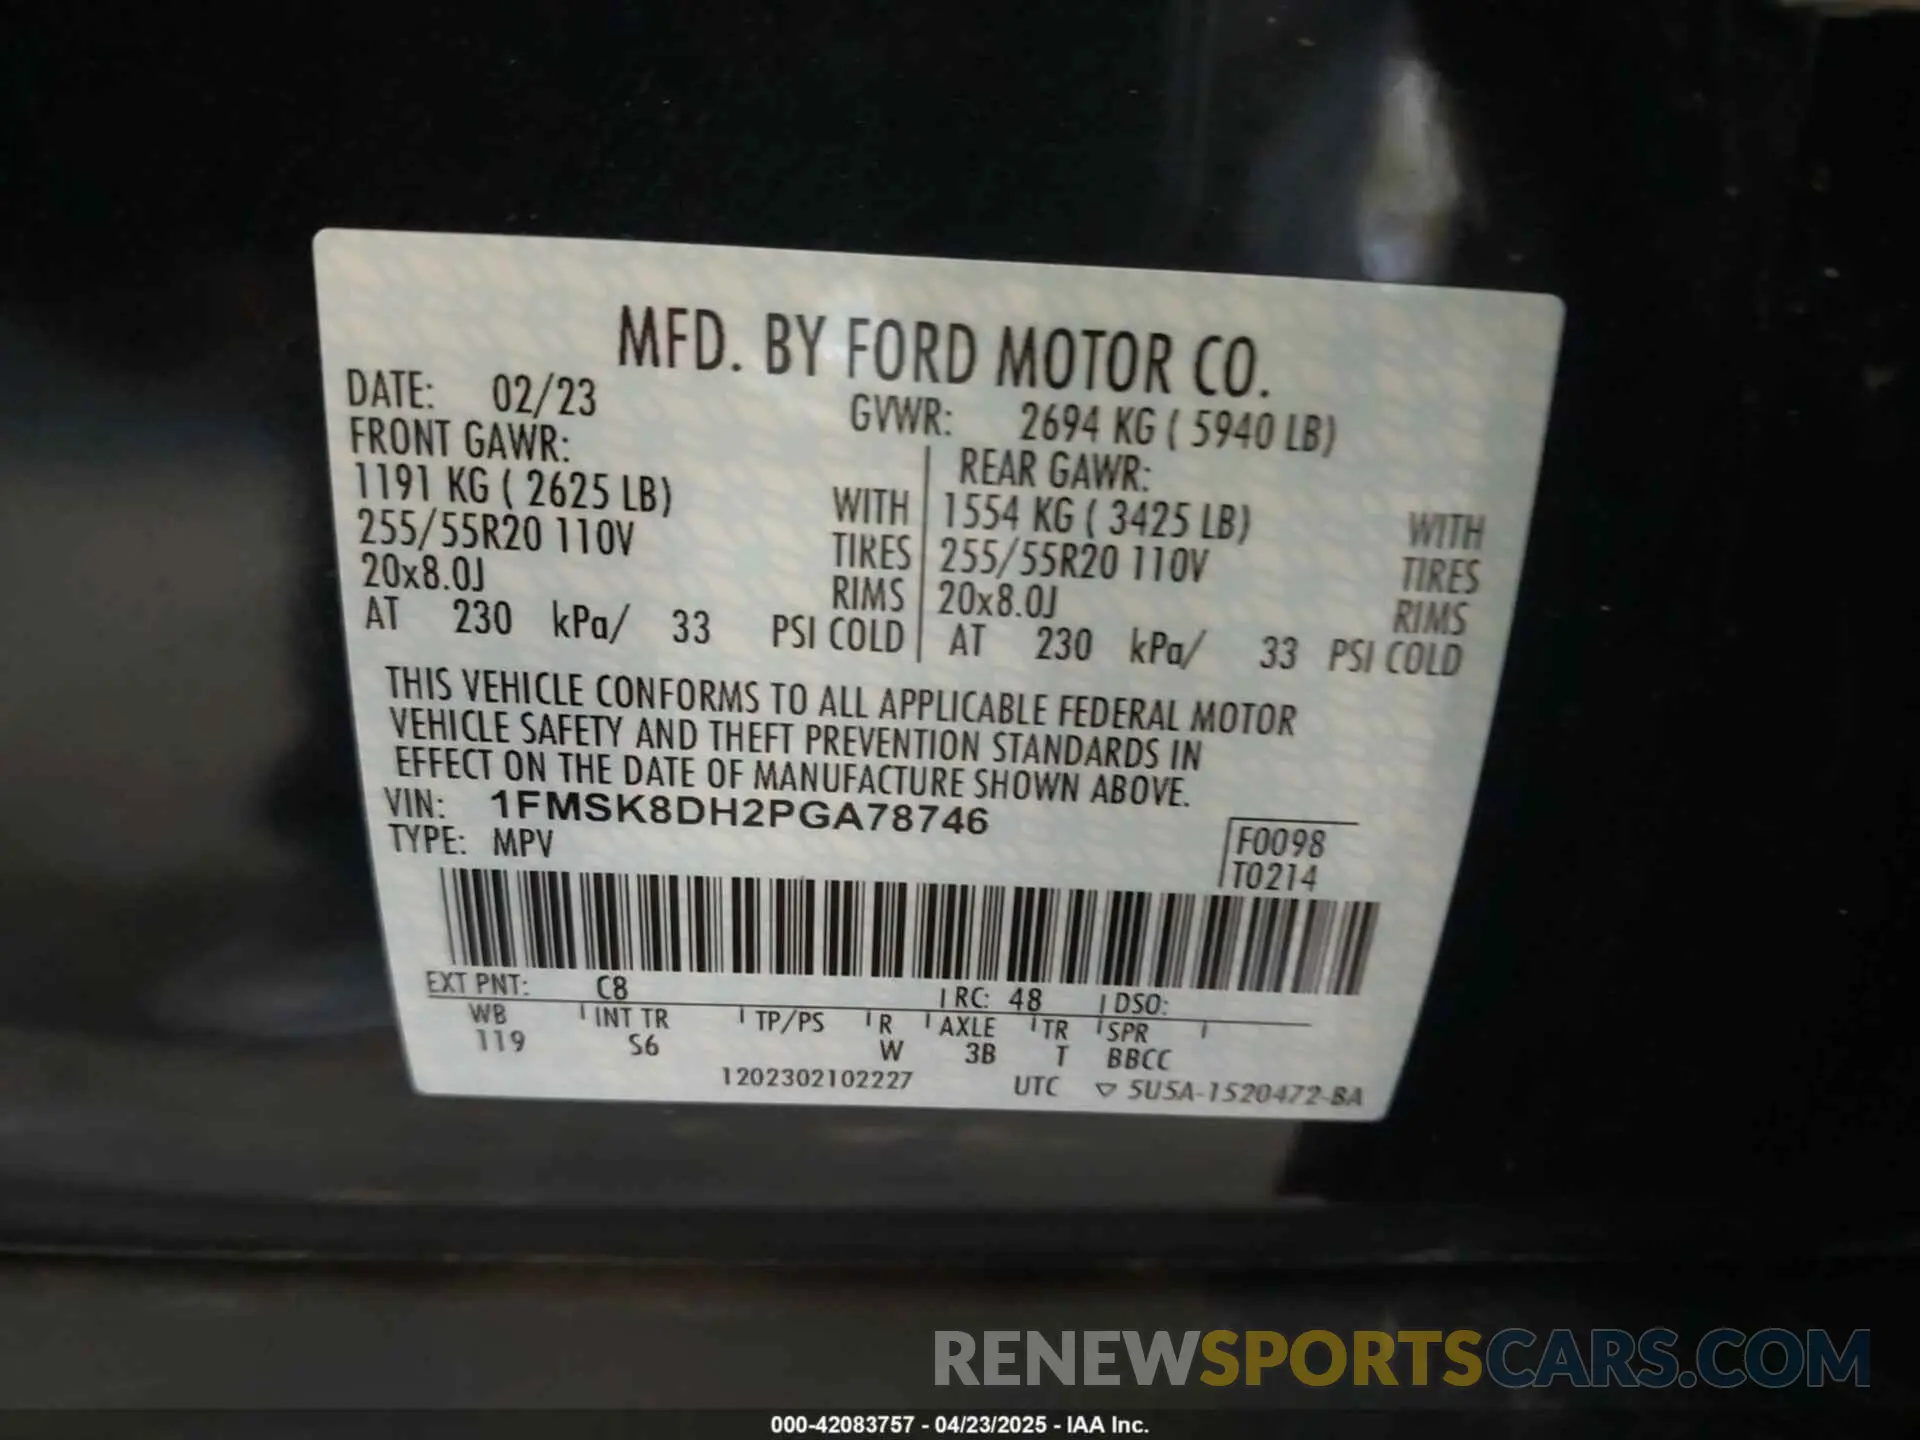 MFD. BY FORD MOTOR CO.
DATE: 02/23 GVWR: 2694 KG ( 5940 LB)
FRONT GAWR: REAR GAWR:
1191 KG ( 2625 LB) WITH 1554 KG ( 3425 LB) WITH
255/55R20 110V TIRES 255/55R20 110V TIRES
20x8.0J RIMS 20x8.0J RIMS
AT 230 kPa/ 33 PSI COLD AT 230 kPa/ 33 PSI COLD
THIS VEHICLE CONFORMS TO ALL APPLICABLE FEDERAL MOTOR
VEHICLE SAFETY AND THEFT PREVENTION STANDARDS IN
EFFECT ON THE DATE OF MANUFACTURE SHOWN ABOVE.
VIN: 1FMSK8DH2PGA78746
TYPE: MPV F0098
T0214
EXT PNT: C8 RC: 48 DSO:
WB INT TR TP/PS R AXLE TR SPR
119 S6 W 3B T BBCC
1202302102227 UTC ▽ 5U5A-1520472-BA
RENEWSPORTSCARS.COM
000-42083757 - 04/23/2025 - IAA Inc.